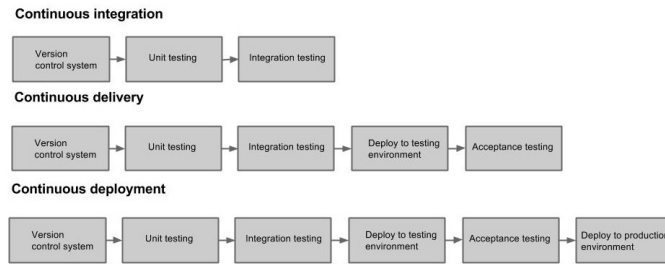 Continuous integration
Version
control system
Unit testing
Integration testing
Continuous delivery
Version
control system
Unit testing
Integration testing
Deploy to testing
environment
Acceptance testing
Continuous deployment
Version
control system
Unit testing
Integration testing
Deploy to testing
environment
Acceptance testing
Deploy to production
environment